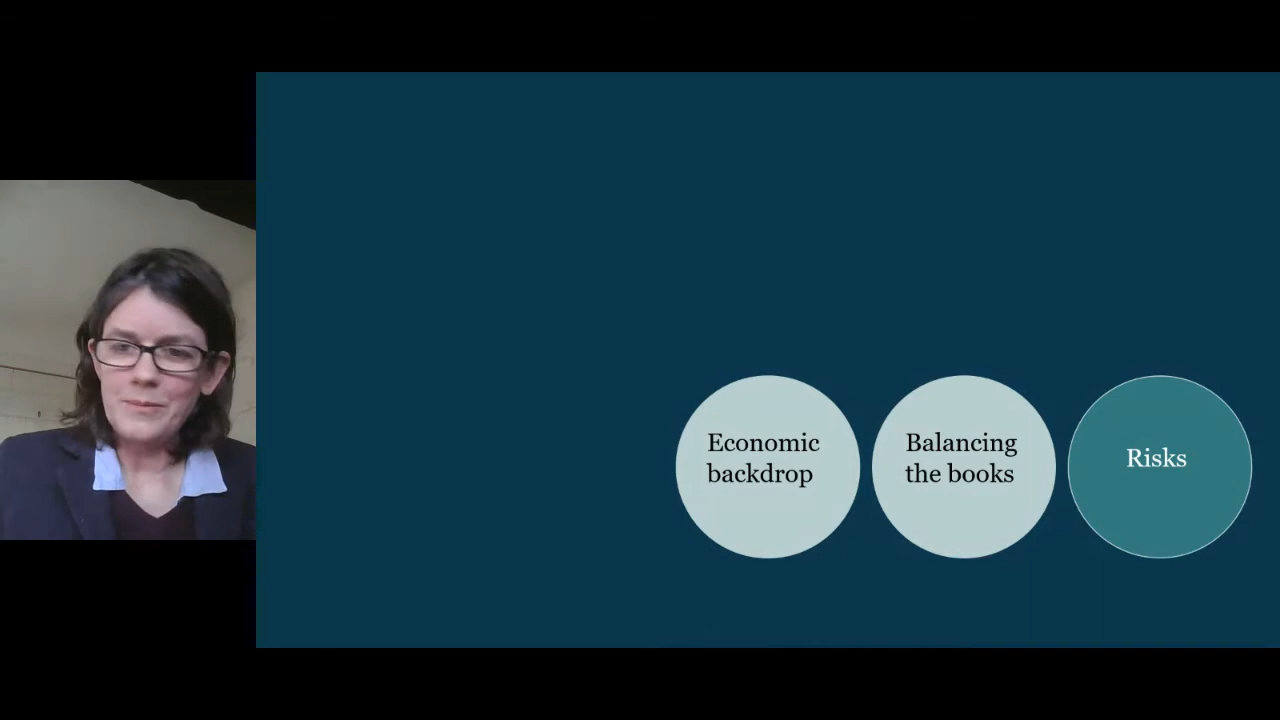 Economic
backdrop
Balancing
the books
Risks